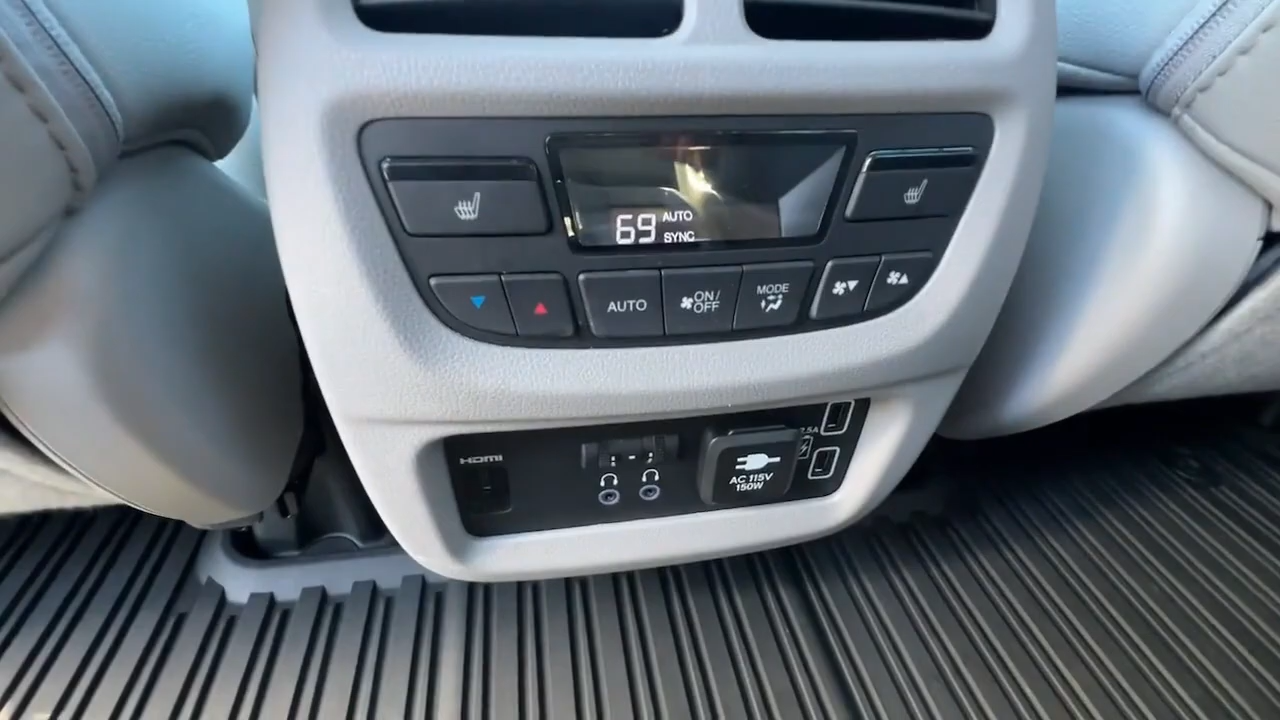 69 AUTO
SYNC
AUTO
ON/
OFF
MODE
HDMI
2.5A
AC 115V
150W